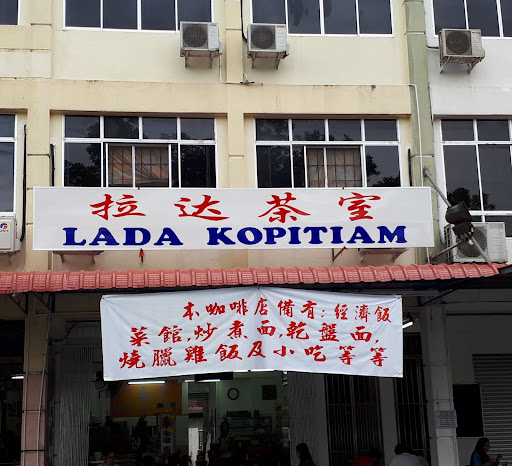 拉达茶室
LADA KOPITIAM
本咖啡店備有:經濟飯
菜館,炒煮面,乾盤面,
燒臘雞飯及小吃等等